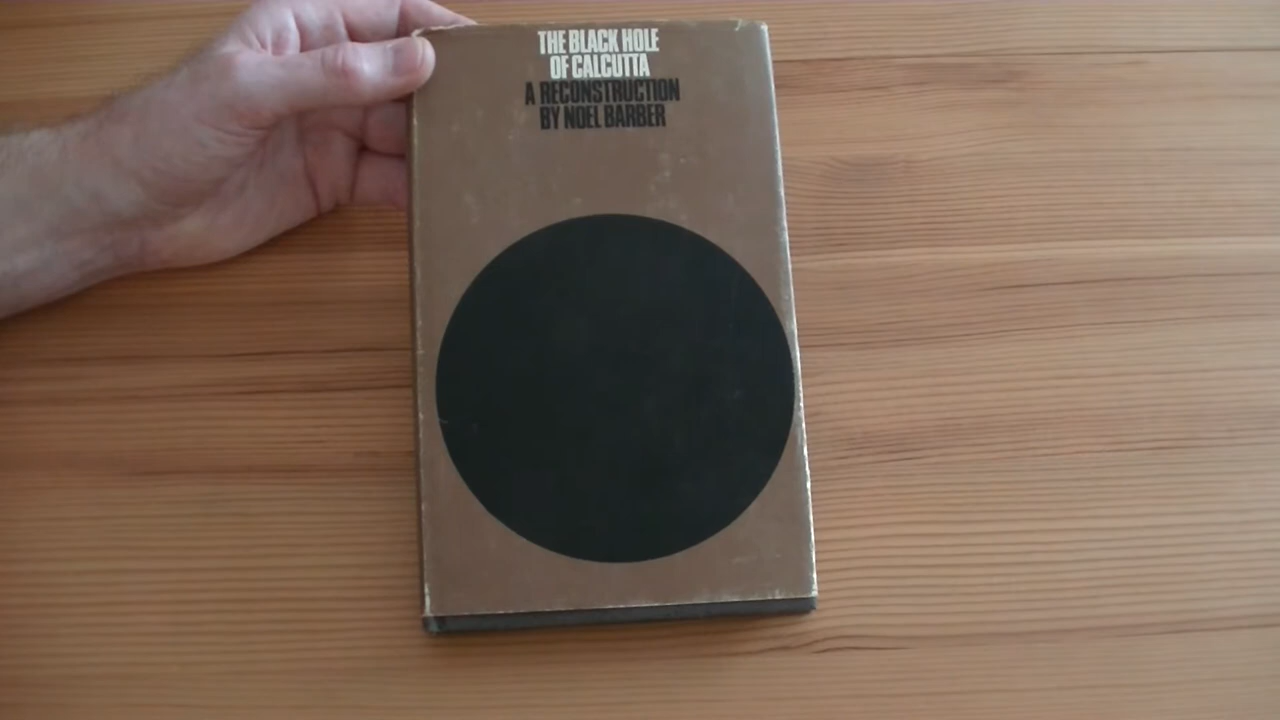 THE BLACK HOLE
OF CALCUTTA
A RECONSTRUCTION
BY NOEL BARBER